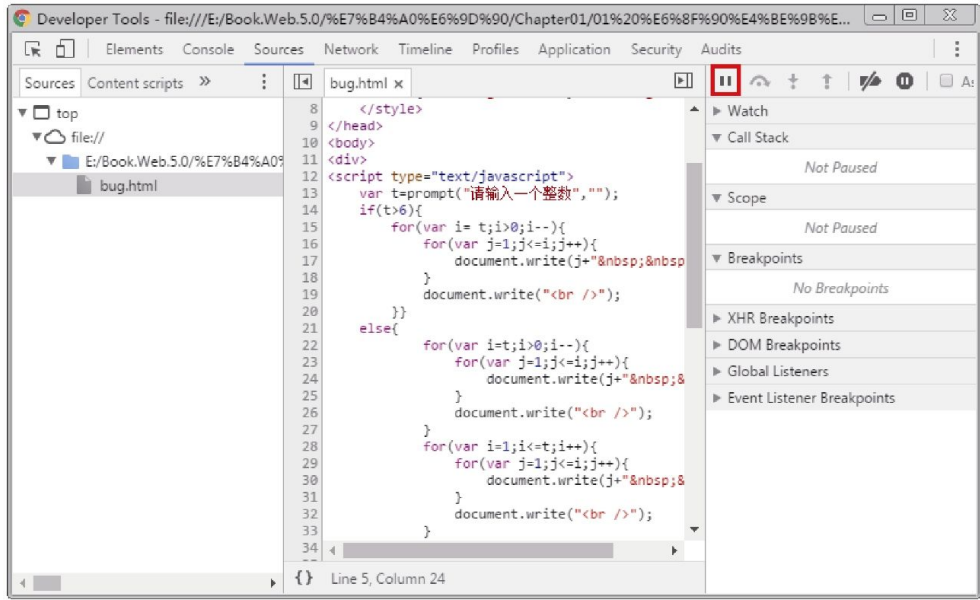 Developer Tools - file:///E:/Book.Web.5.0/%E7%B4%A0%E6%9D%90/Chapter01/01%20%E6%8F%90%E4%BE%9B%E...
Elements Console Sources Network Timeline Profiles Application Security Audits
Sources Content scripts »
bug.html ×
▼ top
▼ file://
▼ E:/Book.Web.5.0/%E7%B4%A0%
bug.html
8 </style>
9 </head>
10 <body>
11 <div>
12 <script type="text/javascript">
13 var t=prompt("请输入一个整数","");
14 if(t>6){
15 for(var i= t;i>0;i--){
16 for(var j=1;j<=i;j++){
17 document.write(j+"&nbsp;&nbsp
18 }
19 document.write("<br />");
20 }}
21 else{
22 for(var i=t;i>0;i--){
23 for(var j=1;j<=i;j++){
24 document.write(j+"&nbsp;&
25 }
26 document.write("<br />");
27 }
28 for(var i=1;i<=t;i++){
29 for(var j=1;j<=i;j++){
30 document.write(j+"&nbsp;&
31 }
32 document.write("<br />");
33 }
34
{} Line 5, Column 24
▶ Watch
▼ Call Stack
Not Paused
▼ Scope
Not Paused
▼ Breakpoints
No Breakpoints
▶ XHR Breakpoints
▶ DOM Breakpoints
▶ Global Listeners
▶ Event Listener Breakpoints